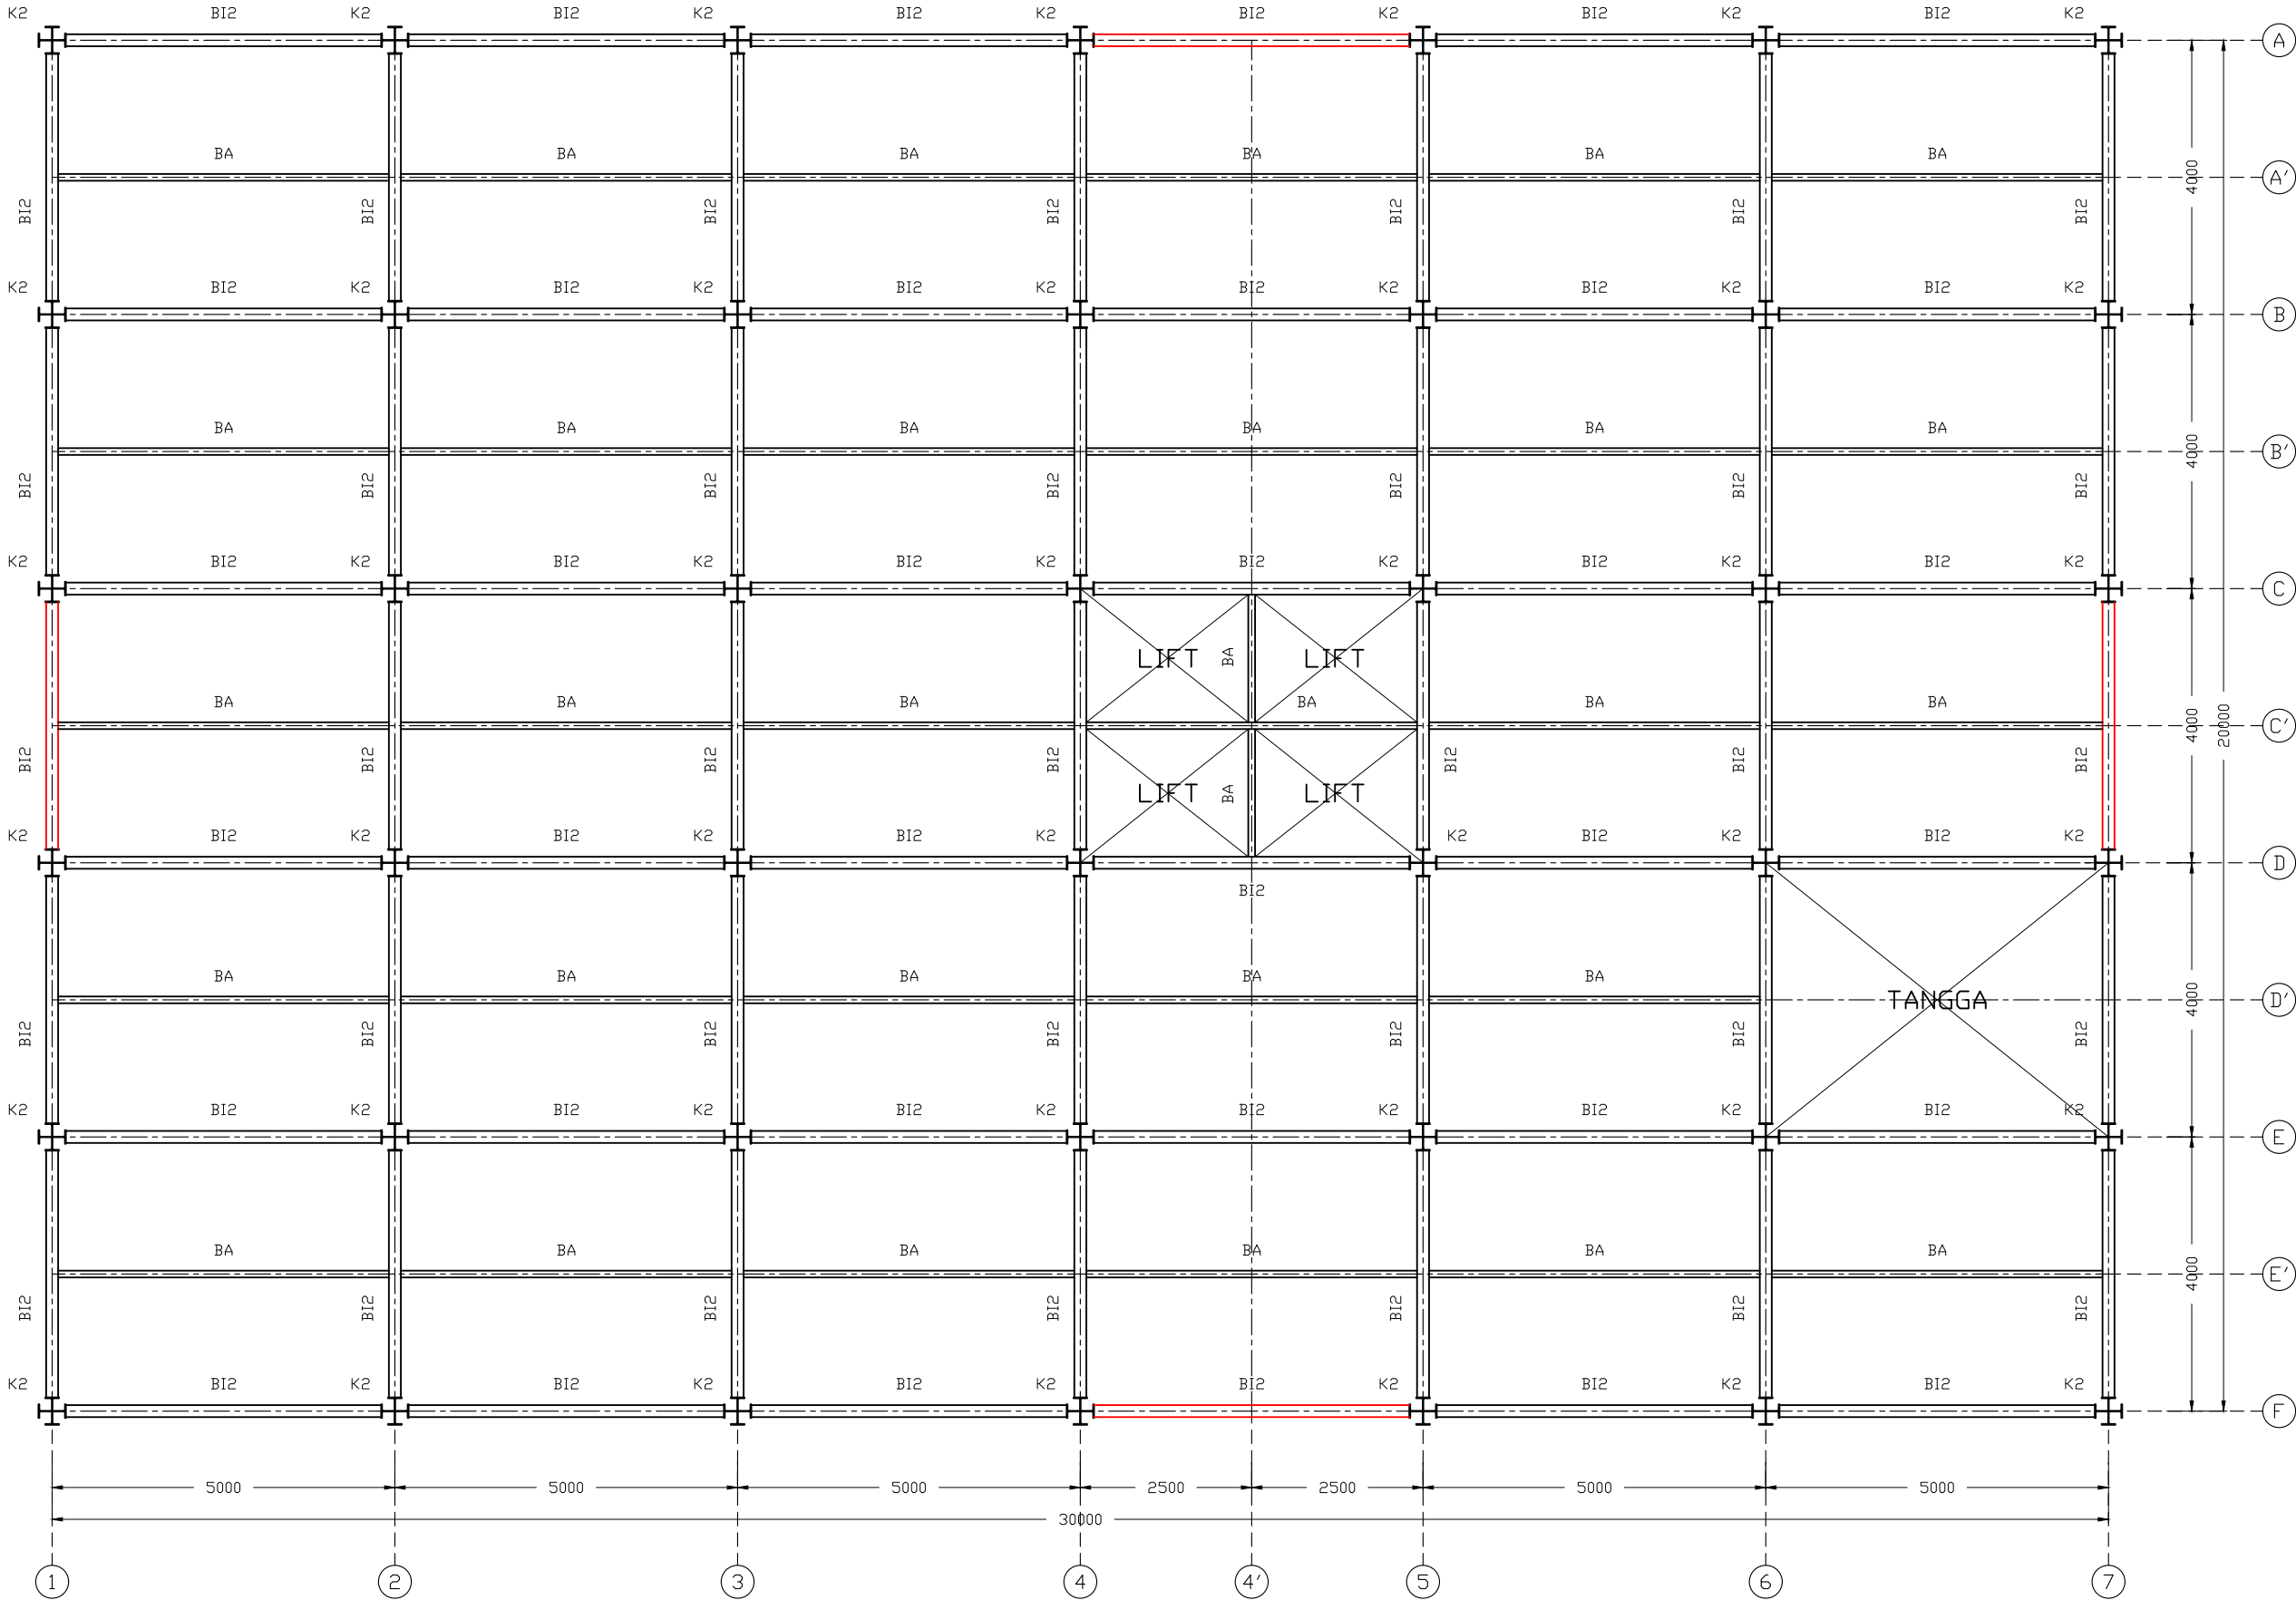 K2 BI2 K2 BI2 K2 BI2 K2 BI2 K2 BI2 K2 BI2 K2
A
BA BA BA BA BA BA
4000
A'
BI2 BI2 BI2 BI2 BI2 BI2 BI2
K2 BI2 K2 BI2 K2 BI2 K2 BI2 K2 BI2 K2 BI2 K2
B
BA BA BA BA BA BA
4000
B'
BI2 BI2 BI2 BI2 BI2 BI2 BI2
K2 BI2 K2 BI2 K2 BI2 K2 BI2 K2 BI2 K2 BI2 K2
C
LIFT BA LIFT
BA BA BA BA BA BA
4000
20000
C'
BI2 BI2 BI2 BI2 BI2 BI2 BI2
LIFT BA LIFT
K2 BI2 K2 BI2 K2 BI2 K2 K2 BI2 K2 BI2 K2
D
BI2
BA BA BA BA BA
TANGGA
4000
D'
BI2 BI2 BI2 BI2 BI2 BI2 BI2
K2 BI2 K2 BI2 K2 BI2 K2 BI2 K2 BI2 K2 BI2 K2
E
BA BA BA BA BA BA
4000
E'
BI2 BI2 BI2 BI2 BI2 BI2 BI2
K2 BI2 K2 BI2 K2 BI2 K2 BI2 K2 BI2 K2 BI2 K2
F
5000 5000 5000 2500 2500 5000 5000
30000
1 2 3 4 4' 5 6 7